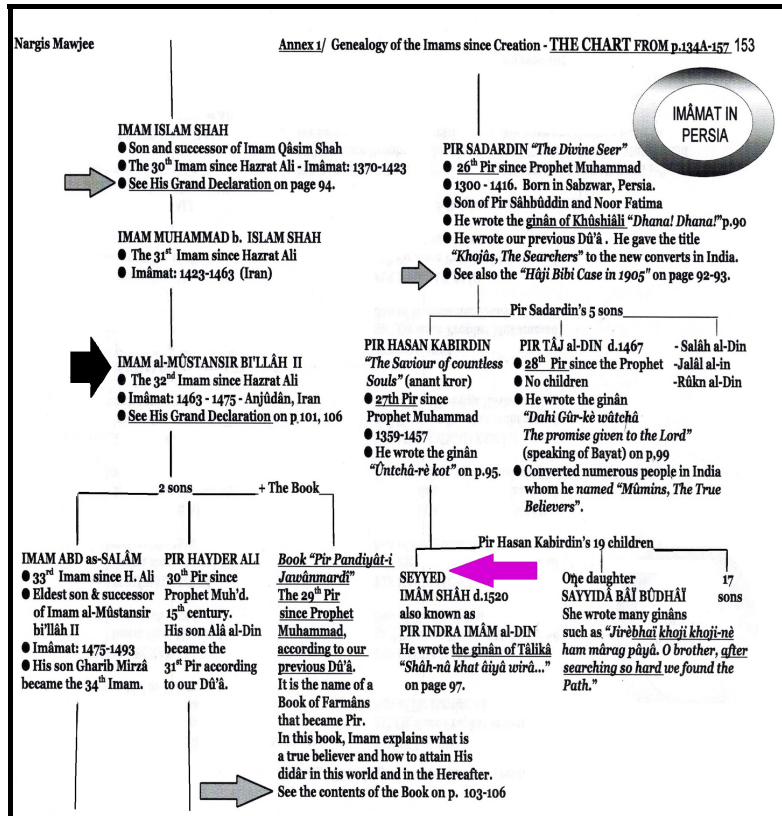 Nargis Mawjee
Annex 1/ Genealogy of the Imams since Creation - THE CHART FROM p.134A-157 153
IMÂMAT IN
PERSIA
IMAM ISLAM SHAH
● Son and successor of Imam Qâsim Shah
● The 30th Imam since Hazrat Ali - Imâmat: 1370-1423
● See His Grand Declaration on page 94.
IMAM MUHAMMAD b. ISLAM SHAH
● The 31st Imam since Hazrat Ali
● Imâmat: 1423-1463 (Iran)
IMAM al-MÛSTANSIR BI'LLÂH II
● The 32nd Imam since Hazrat Ali
● Imâmat: 1463 - 1475 - Anjûdân, Iran
● See His Grand Declaration on p.101, 106
PIR SADARDIN "The Divine Seer"
● 26th Pir since Prophet Muhammad
● 1300 - 1416. Born in Sabzwar, Persia.
● Son of Pir Sâhbûddin and Noor Fatima
● He wrote the ginân of Khûshiâli "Dhana! Dhana!"p.90
● He wrote our previous Dû'â . He gave the title
"Khojâs, The Searchers" to the new converts in India.
● See also the "Hâji Bibi Case in 1905" on page 92-93.
Pir Sadardin's 5 sons
PIR HASAN KABIRDIN
"The Saviour of countless
Souls" (anant kror)
● 27th Pir since
Prophet Muhammad
● 1359-1457
● He wrote the ginân
"Ûntchâ-rè kot" on p.95.
PIR TÂJ al-DIN d.1467
● 28th Pir since the Prophet
● No children
● He wrote the ginân
"Dahi Gûr-kè wâtchâ
The promise given to the Lord"
(speaking of Bayat) on p,99
● Converted numerous people in India
whom he named "Mûmins, The True
Believers".
- Salâh al-Din
-Jalâl al-in
-Rûkn al-Din
2 sons
+ The Book
IMAM ABD as-SALÂM
● 33rd Imam since H. Ali
● Eldest son & successor
of Imam al-Mûstansir
bi'llâh II
● Imâmat: 1475-1493
● His son Gharib Mirzâ
became the 34th Imam.
PIR HAYDER ALI
30th Pir since
Prophet Muh'd.
15th century.
His son Alâ al-Din
became the
31st Pir according
to our Dû'â.
Book "Pir Pandiyât-i
Jawânmardi"
The 29th Pir
since Prophet
Muhammad,
according to our
previous Dû'â.
It is the name of a
Book of Farmâns
that became Pir.
In this book, Imam explains what is
a true believer and how to attain His
didâr in this world and in the Hereafter.
See the contents of the Book on p. 103-106
Pir Hasan Kabirdin's 19 children
SEYYED
IMÂM SHÂH d.1520
also known as
PIR INDRA IMÂM al-DIN
He wrote the ginân of Tâlikâ
"Shâh-nâ khat âiyâ wirâ..."
on page 97.
One daughter
SAYYIDÂ BÂÏ BÛDHÂÏ
She wrote many ginâns
such as "Jirèbhaï khoji khoji-nè
ham mârag pâyâ. O brother, after
searching so hard we found the
Path."
17
sons